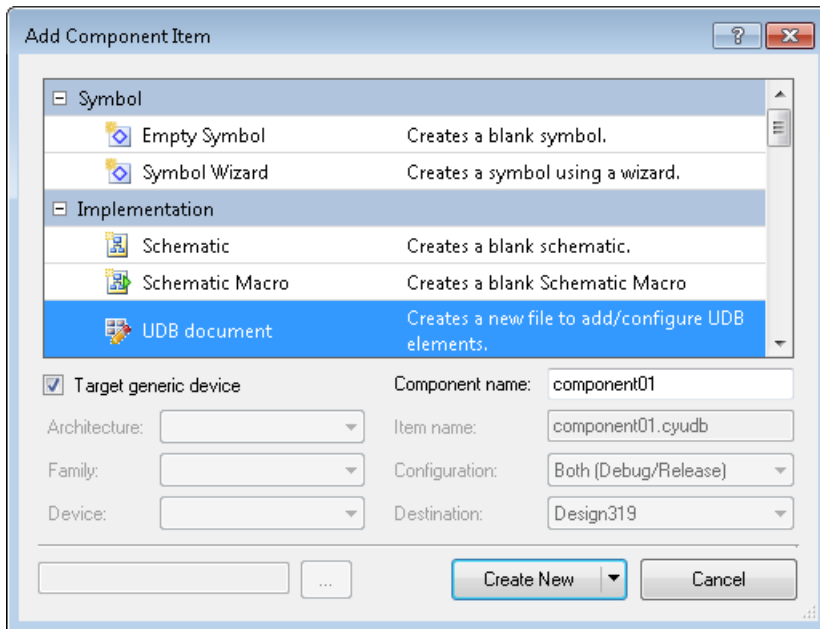 Add Component Item
Symbol
Empty Symbol Creates a blank symbol.
Symbol Wizard Creates a symbol using a wizard.
Implementation
Schematic Creates a blank schematic.
Schematic Macro Creates a blank Schematic Macro
UDB document Creates a new file to add/configure UDB
elements.
Target generic device Component name: component01
Architecture: Item name: component01.cyudb
Family: Configuration: Both (Debug/Release)
Device: Destination: Design319
... Create New Cancel